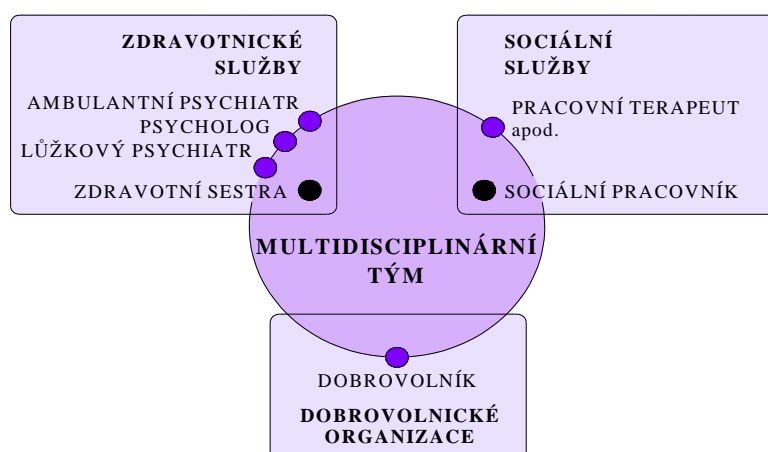 ZDRAVOTNICKÉ
SLUŽBY
AMBULANTNÍ PSYCHIATR
PSYCHOLOG
LŮŽKOVÝ PSYCHIATR
ZDRAVOTNÍ SESTRA
SOCIÁLNÍ
SLUŽBY
PRACOVNÍ TERAPEUT
apod.
SOCIÁLNÍ PRACOVNÍK
MULTIDISCIPLINÁRNÍ
TÝM
DOBROVOLNÍK
DOBROVOLNICKÉ
ORGANIZACE